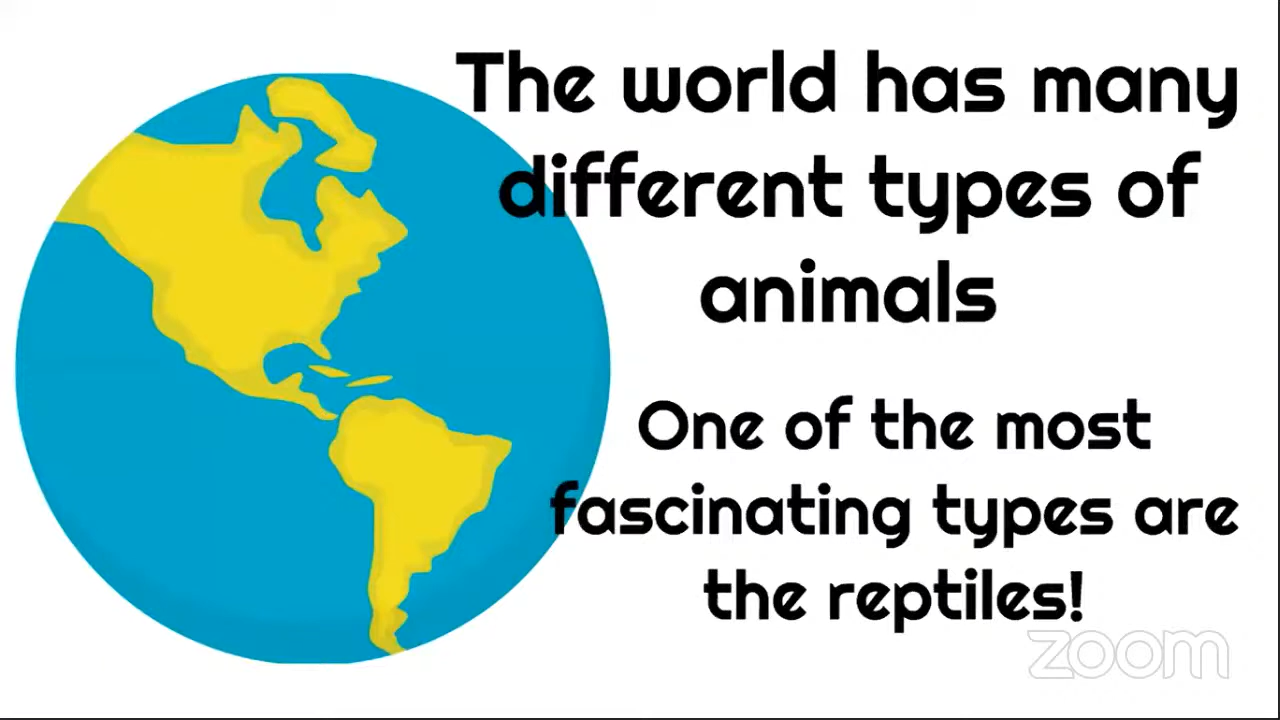 The world has many
different types of
animals
One of the most
fascinating types are
the reptiles!
zoom